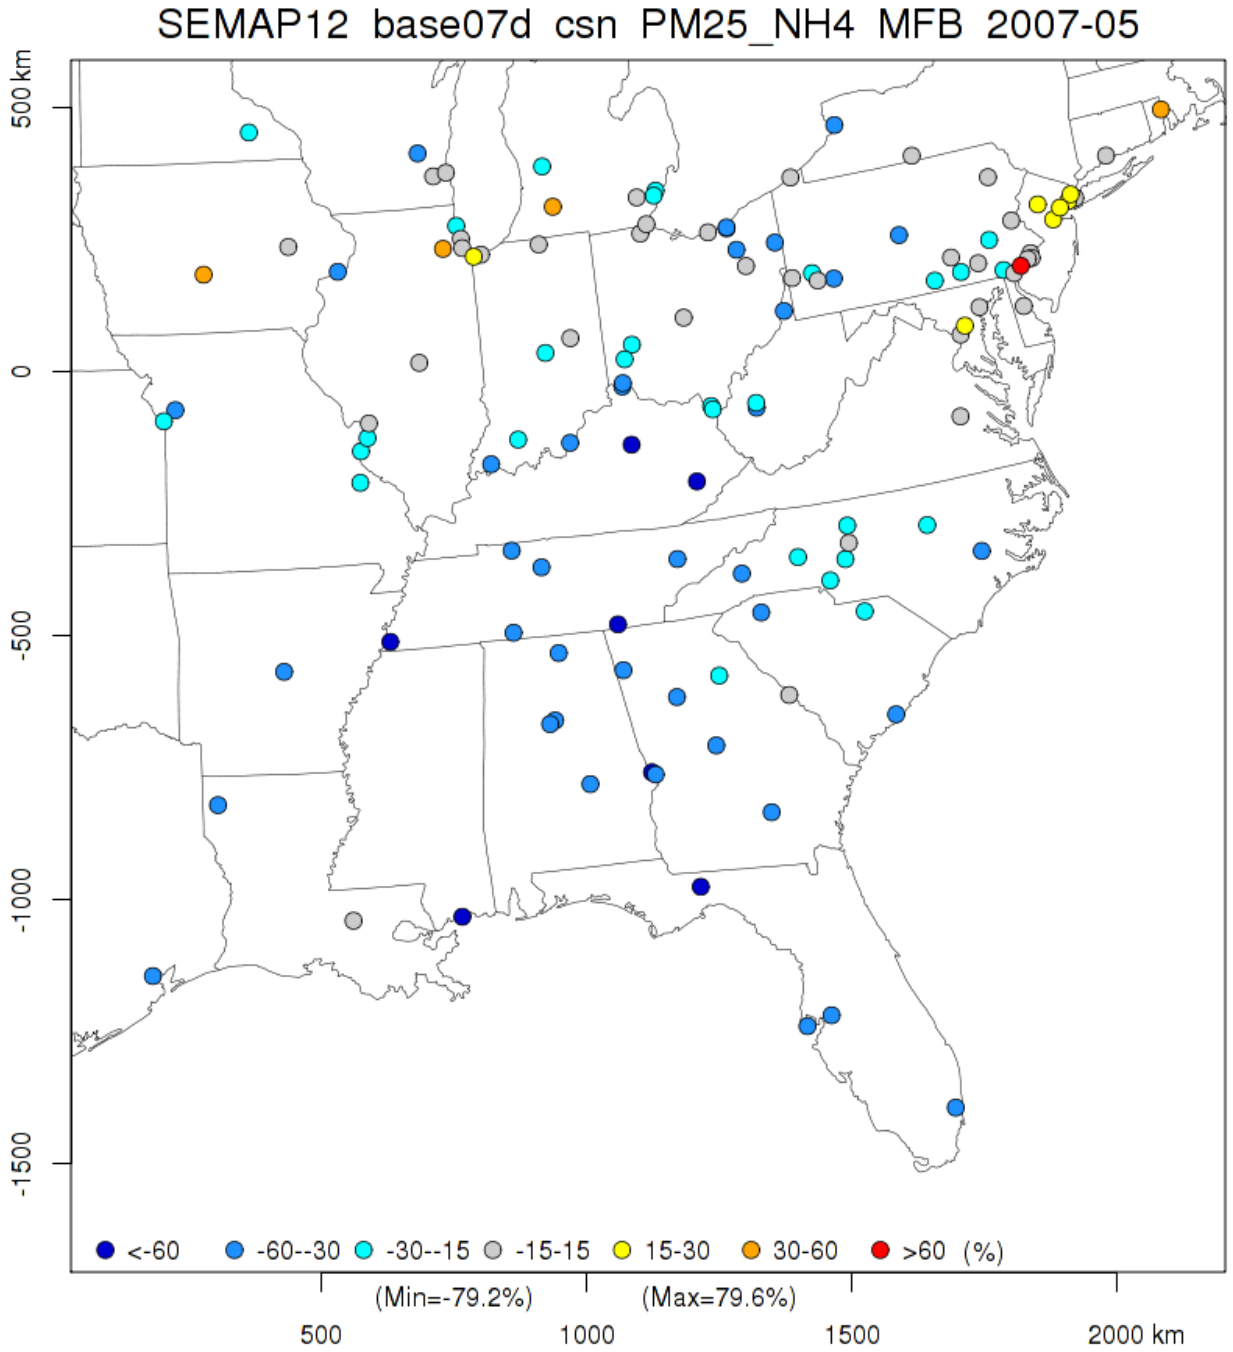 SEMAP12 base07d csn PM25_NH4 MFB 2007-05
500 km
0
-500
-1000
-1500
<-60 -60--30 -30--15 -15-15 15-30 30-60 >60 (%)
(Min=-79.2%) (Max=79.6%)
500 1000 1500 2000 km